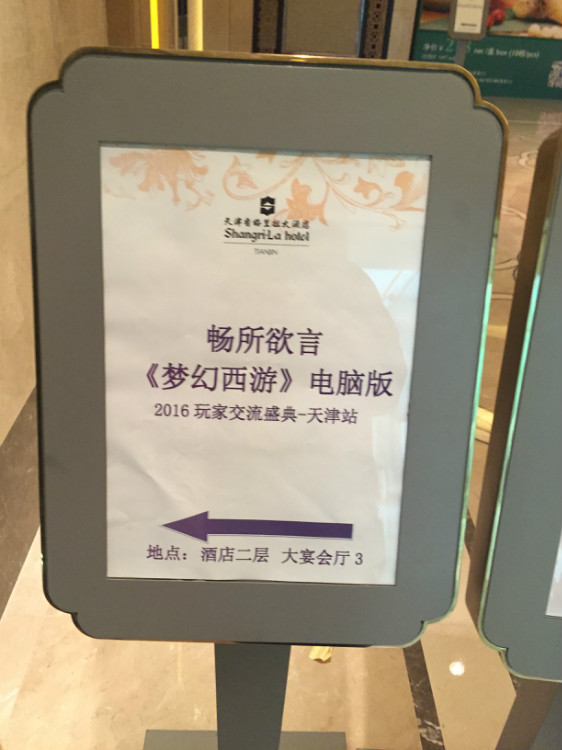 天津香格里拉大酒店
Shangri-La hotel
TIANJIN
畅所欲言
《梦幻西游》电脑版
2016 玩家交流盛典-天津站
地点：酒店二层 大宴会厅 3